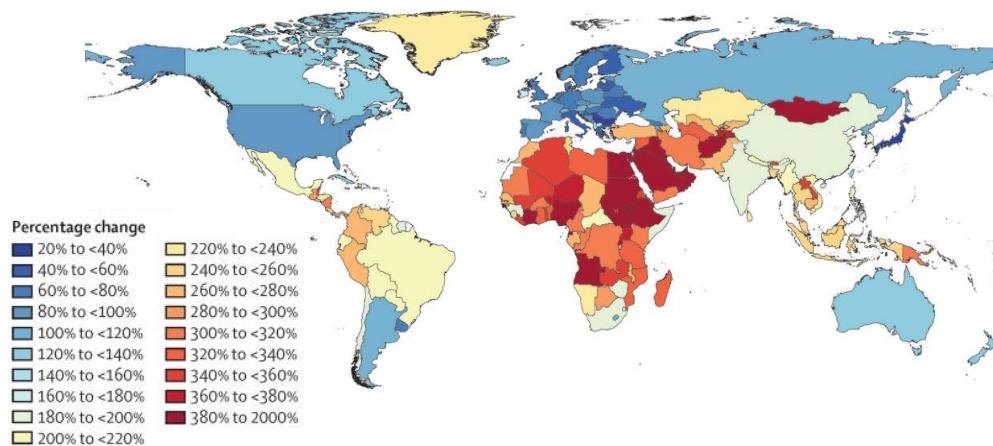 Percentage change
20% to <40%
40% to <60%
60% to <80%
80% to <100%
100% to <120%
120% to <140%
140% to <160%
160% to <180%
180% to <200%
200% to <220%
220% to <240%
240% to <260%
260% to <280%
280% to <300%
300% to <320%
320% to <340%
340% to <360%
360% to <380%
380% to 2000%